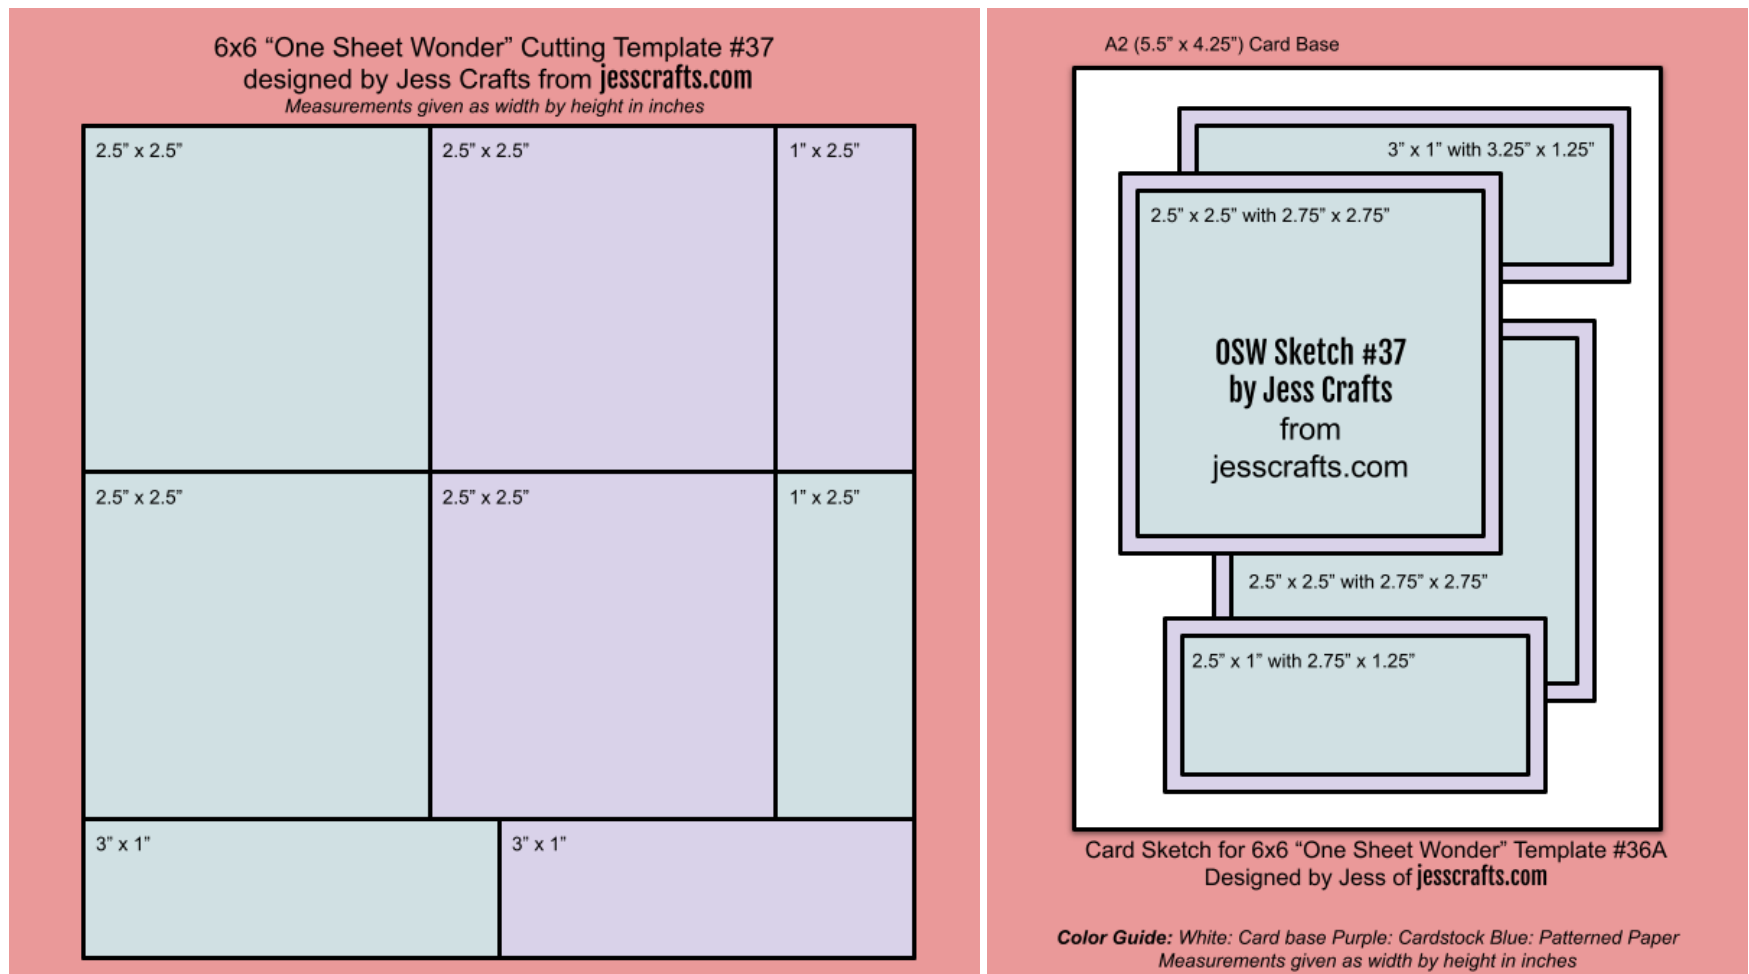 6x6 “One Sheet Wonder” Cutting Template #37
designed by Jess Crafts from jesscrafts.com
Measurements given as width by height in inches
2.5” x 2.5”
2.5” x 2.5”
1” x 2.5”
2.5” x 2.5”
2.5” x 2.5”
1” x 2.5”
3” x 1”
3” x 1”
A2 (5.5” x 4.25”) Card Base
3” x 1” with 3.25” x 1.25”
2.5” x 2.5” with 2.75” x 2.75”
OSW Sketch #37
by Jess Crafts
from
jesscrafts.com
2.5” x 2.5” with 2.75” x 2.75”
2.5” x 1” with 2.75” x 1.25”
Card Sketch for 6x6 “One Sheet Wonder” Template #36A
Designed by Jess of jesscrafts.com
Color Guide: White: Card base Purple: Cardstock Blue: Patterned Paper
Measurements given as width by height in inches